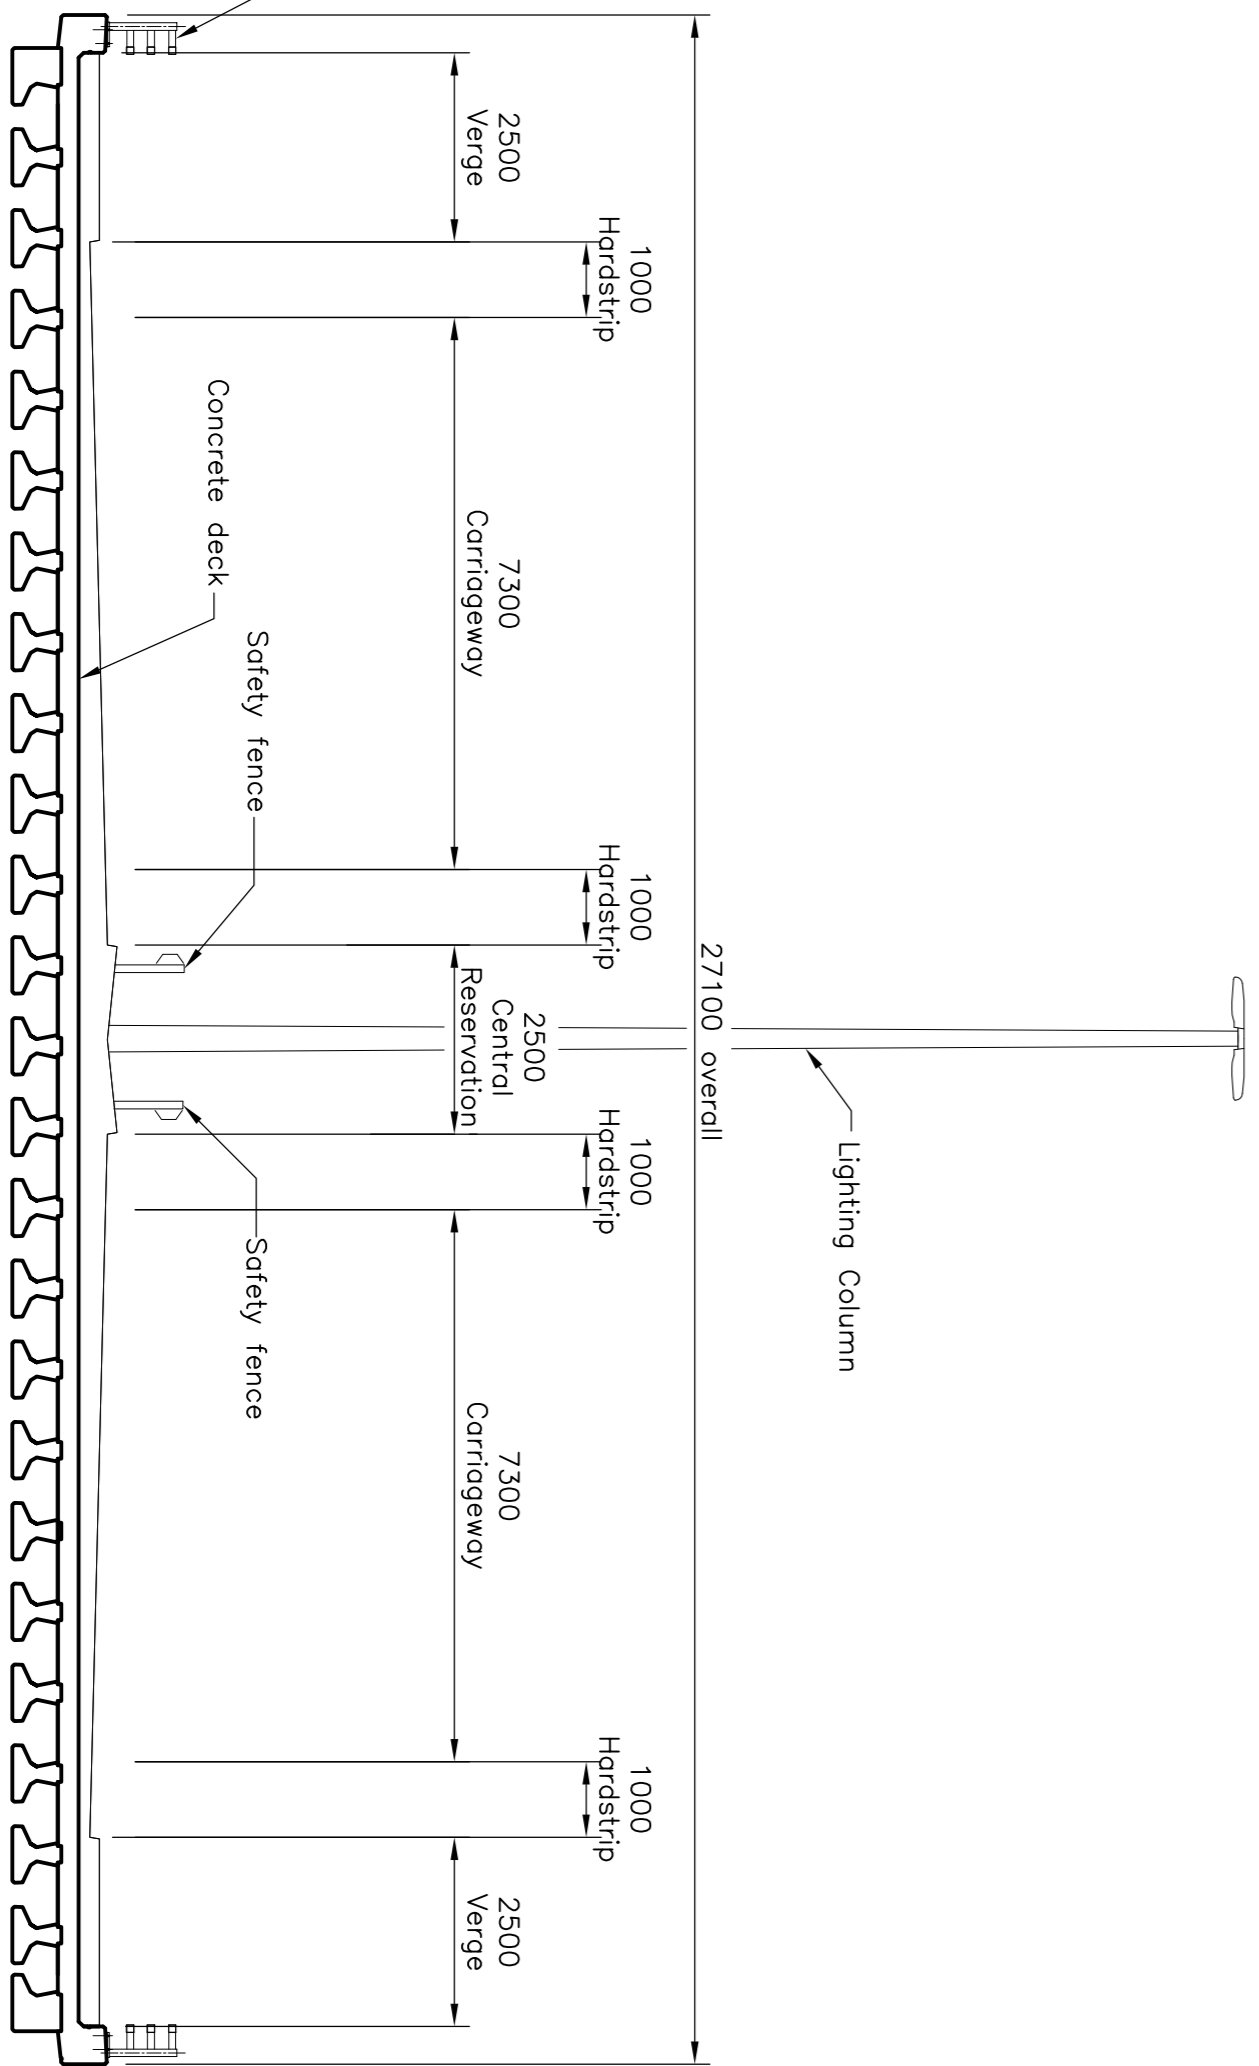 Lighting Column
27100 overall
1000
Hardstrip
1000
Hardstrip
1000
Hardstrip
1000
Hardstrip
2500
Verge
7300
Carriageway
2500
Central
Reservation
7300
Carriageway
2500
Verge
Safety fence
Safety fence
Concrete deck